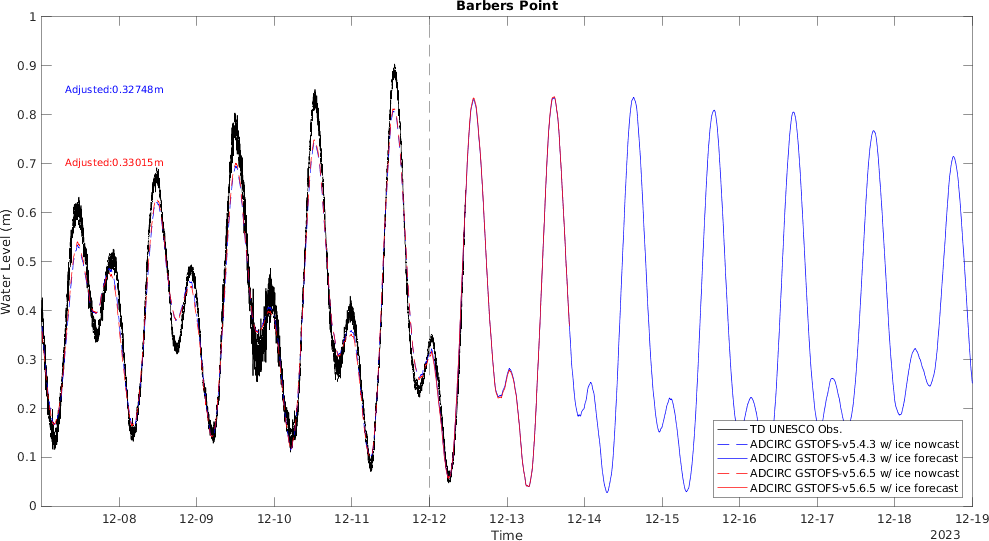 Barbers Point
1
0.9
0.8
0.7
0.6
0.5
0.4
0.3
0.2
0.1
0
Water Level (m)
Adjusted:0.32748m
Adjusted:0.33015m
TD UNESCO Obs.
ADCIRC GSTOFS-v5.4.3 w/ ice nowcast
ADCIRC GSTOFS-v5.4.3 w/ ice forecast
ADCIRC GSTOFS-v5.6.5 w/ ice nowcast
ADCIRC GSTOFS-v5.6.5 w/ ice forecast
12-08 12-09 12-10 12-11 12-12 12-13 12-14 12-15 12-16 12-17 12-18 12-19
Time
2023